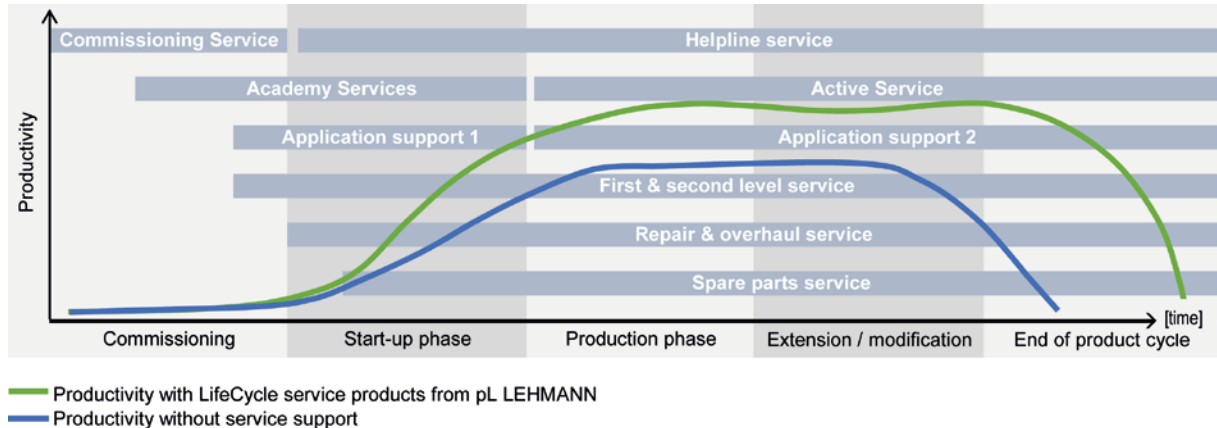 Commissioning Service
Helpline service
Academy Services
Active Service
Application support 1
Application support 2
First & second level service
Repair & overhaul service
Spare parts service
Productivity
[time]
Commissioning
Start-up phase
Production phase
Extension / modification
End of product cycle
Productivity with LifeCycle service products from pL LEHMANN
Productivity without service support